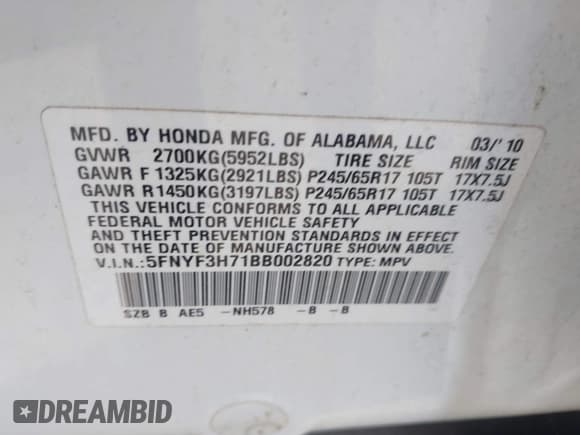 MFD. BY HONDA MFG. OF ALABAMA, LLC 03/'10
GVWR 2700KG(5952LBS) TIRE SIZE RIM SIZE
GAWR F 1325KG(2921LBS) P245/65R17 105T 17X7.5J
GAWR R1450KG(3197LBS) P245/65R17 105T 17X7.5J
THIS VEHICLE CONFORMS TO ALL APPLICABLE
FEDERAL MOTOR VEHICLE SAFETY
AND THEFT PREVENTION STANDARDS IN EFFECT
ON THE DATE OF MANUFACTURE SHOWN ABOVE.
V.I.N.:5FNYF3H71BB002820 TYPE: MPV
SZB B AE5 -NH578 -B -B -
DREAMBID